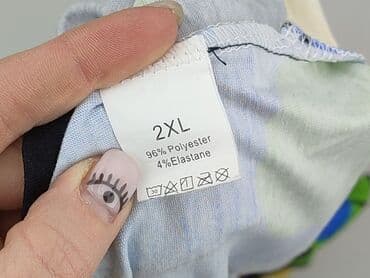 2XL
96% Polyester
4%Elastane